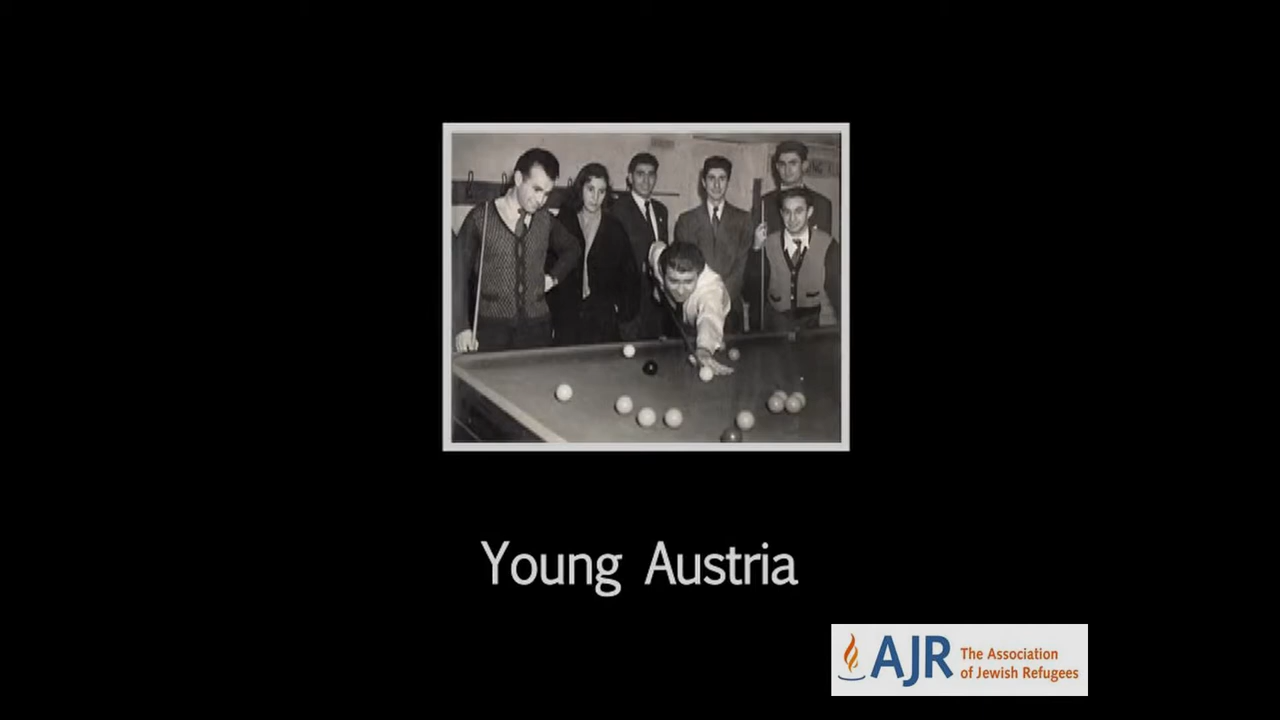 Young Austria
AJR
The Association
of Jewish Refugees